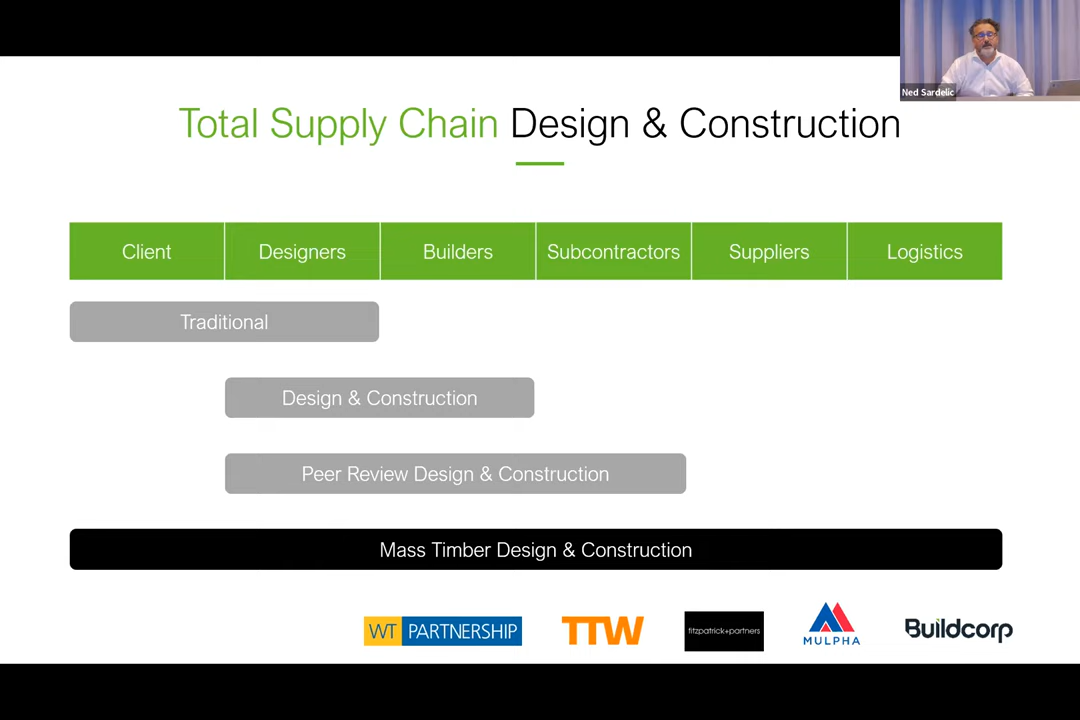 Ned Sardelic
Total Supply Chain Design & Construction
Client Designers Builders Subcontractors Suppliers Logistics
Traditional
Design & Construction
Peer Review Design & Construction
Mass Timber Design & Construction
WT PARTNERSHIP TTW fitzpatrick+partners MULPHA Buildcorp